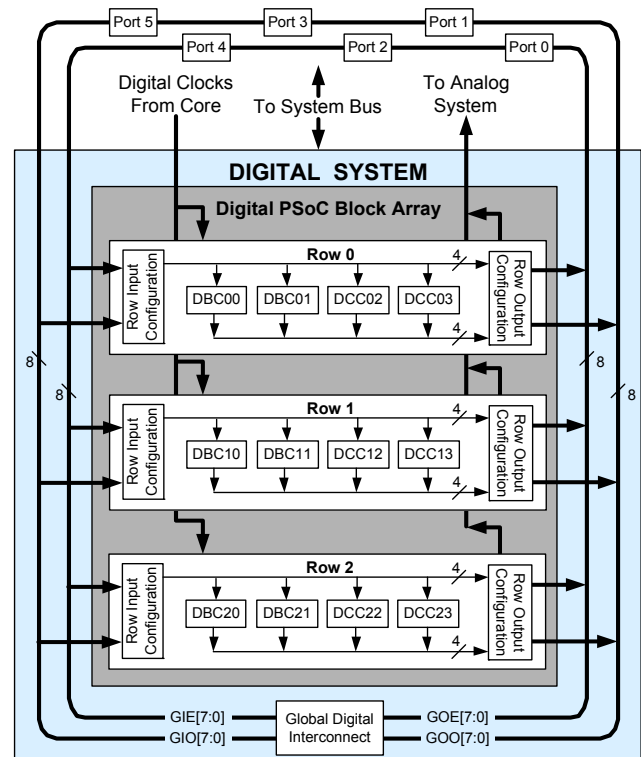 Port 5
Port 3
Port 1
Port 4
Port 2
Port 0
Digital Clocks
From Core
To System Bus
To Analog
System
DIGITAL SYSTEM
Digital PSoC Block Array
Row 0
4
Row Input
Configuration
DBC00
DBC01
DCC02
DCC03
4
Row Output
Configuration
8
8
8
8
Row 1
4
Row Input
Configuration
DBC10
DBC11
DCC12
DCC13
4
Row Output
Configuration
Row 2
4
Row Input
Configuration
DBC20
DBC21
DCC22
DCC23
4
Row Output
Configuration
GIE[7:0]
GIO[7:0]
Global Digital
Interconnect
GOE[7:0]
GOO[7:0]